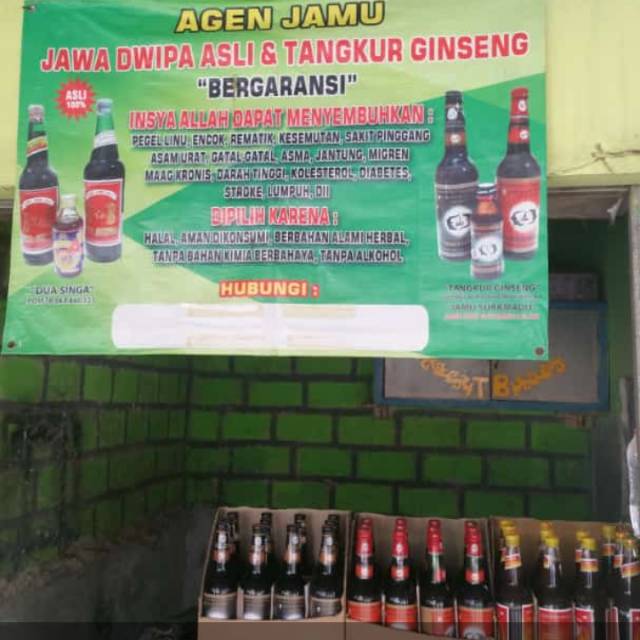 AGEN JAMU
JAWA DWIPA ASLI & TANGKUR GINSENG
"BERGARANSI"
ASLI
100%
INSYA ALLAH DAPAT MENYEMBUHKAN :
PEGEL LINU, ENCOK, REMATIK, KESEMUTAN, SAKIT PINGGANG
ASAM URAT, GATAL GATAL, ASMA, JANTUNG, MIGREN
MAAG KRONIS, DARAH TINGGI, KOLESTEROL, DIABETES,
STROKE, LUMPUH, Dll
DIPILIH KARENA :
HALAL, AMAN DIKONSUMI, BERBAHAN ALAMI HERBAL,
TANPA BAHAN KIMIA BERBAHAYA, TANPA ALKOHOL
"DUA SINGA"
"TANGKUR GINSENG"
HUBUNGI :